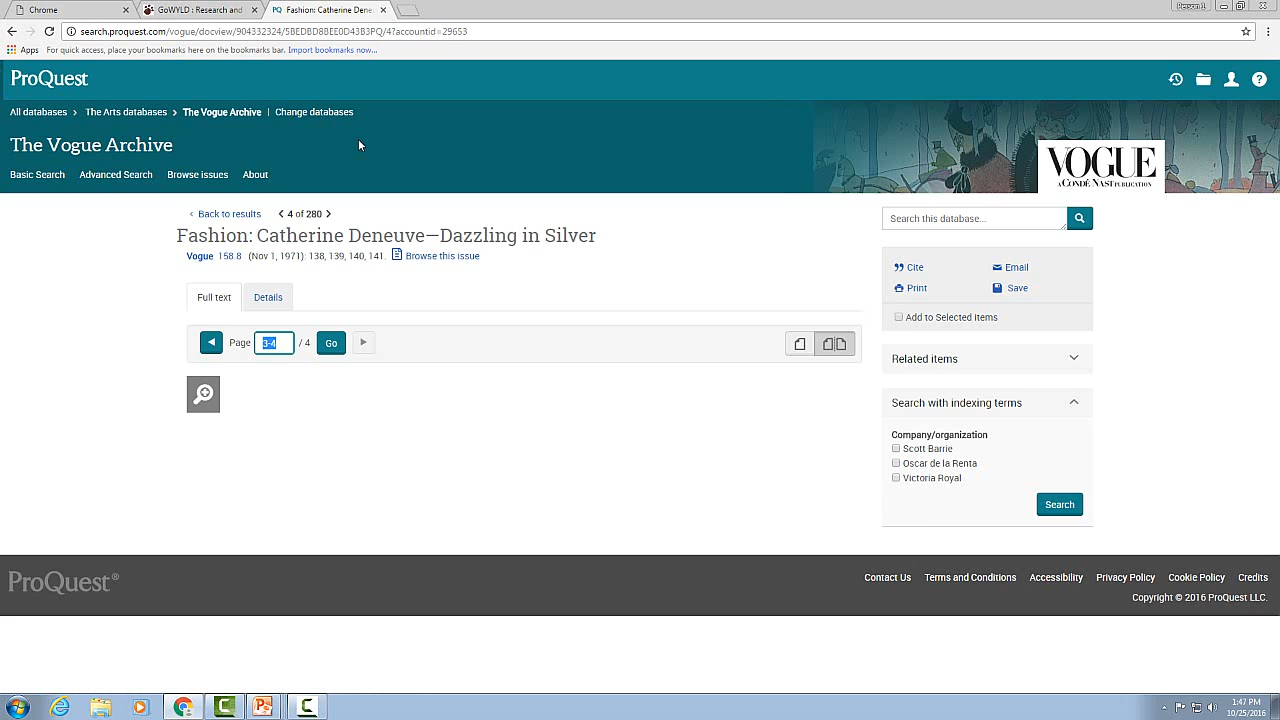 Chrome
GoWYLD : Research and
PQ Fashion: Catherine Dene
Person 1
search.proquest.com/vogue/docview/904332324/5BEDBD8BEE0D43B3PQ/4?accountid=29653
Apps For quick access, place your bookmarks here on the bookmarks bar. Import bookmarks now...
ProQuest
All databases > The Arts databases > The Vogue Archive | Change databases
The Vogue Archive
Basic Search Advanced Search Browse issues About
VOGUE
A CONDÉ NAST PUBLICATION
< Back to results < 4 of 280 >
Fashion: Catherine Deneuve—Dazzling in Silver
Vogue 158.8 (Nov 1, 1971): 138, 139, 140, 141. Browse this issue
Full text Details
Page 3-4 / 4 Go
Search this database...
Cite Email
Print Save
Add to Selected items
Related items
Search with indexing terms
Company/organization
Scott Barrie
Oscar de la Renta
Victoria Royal
Search
ProQuest®
Contact Us Terms and Conditions Accessibility Privacy Policy Cookie Policy Credits
Copyright © 2016 ProQuest LLC.
1:47 PM
10/25/2016